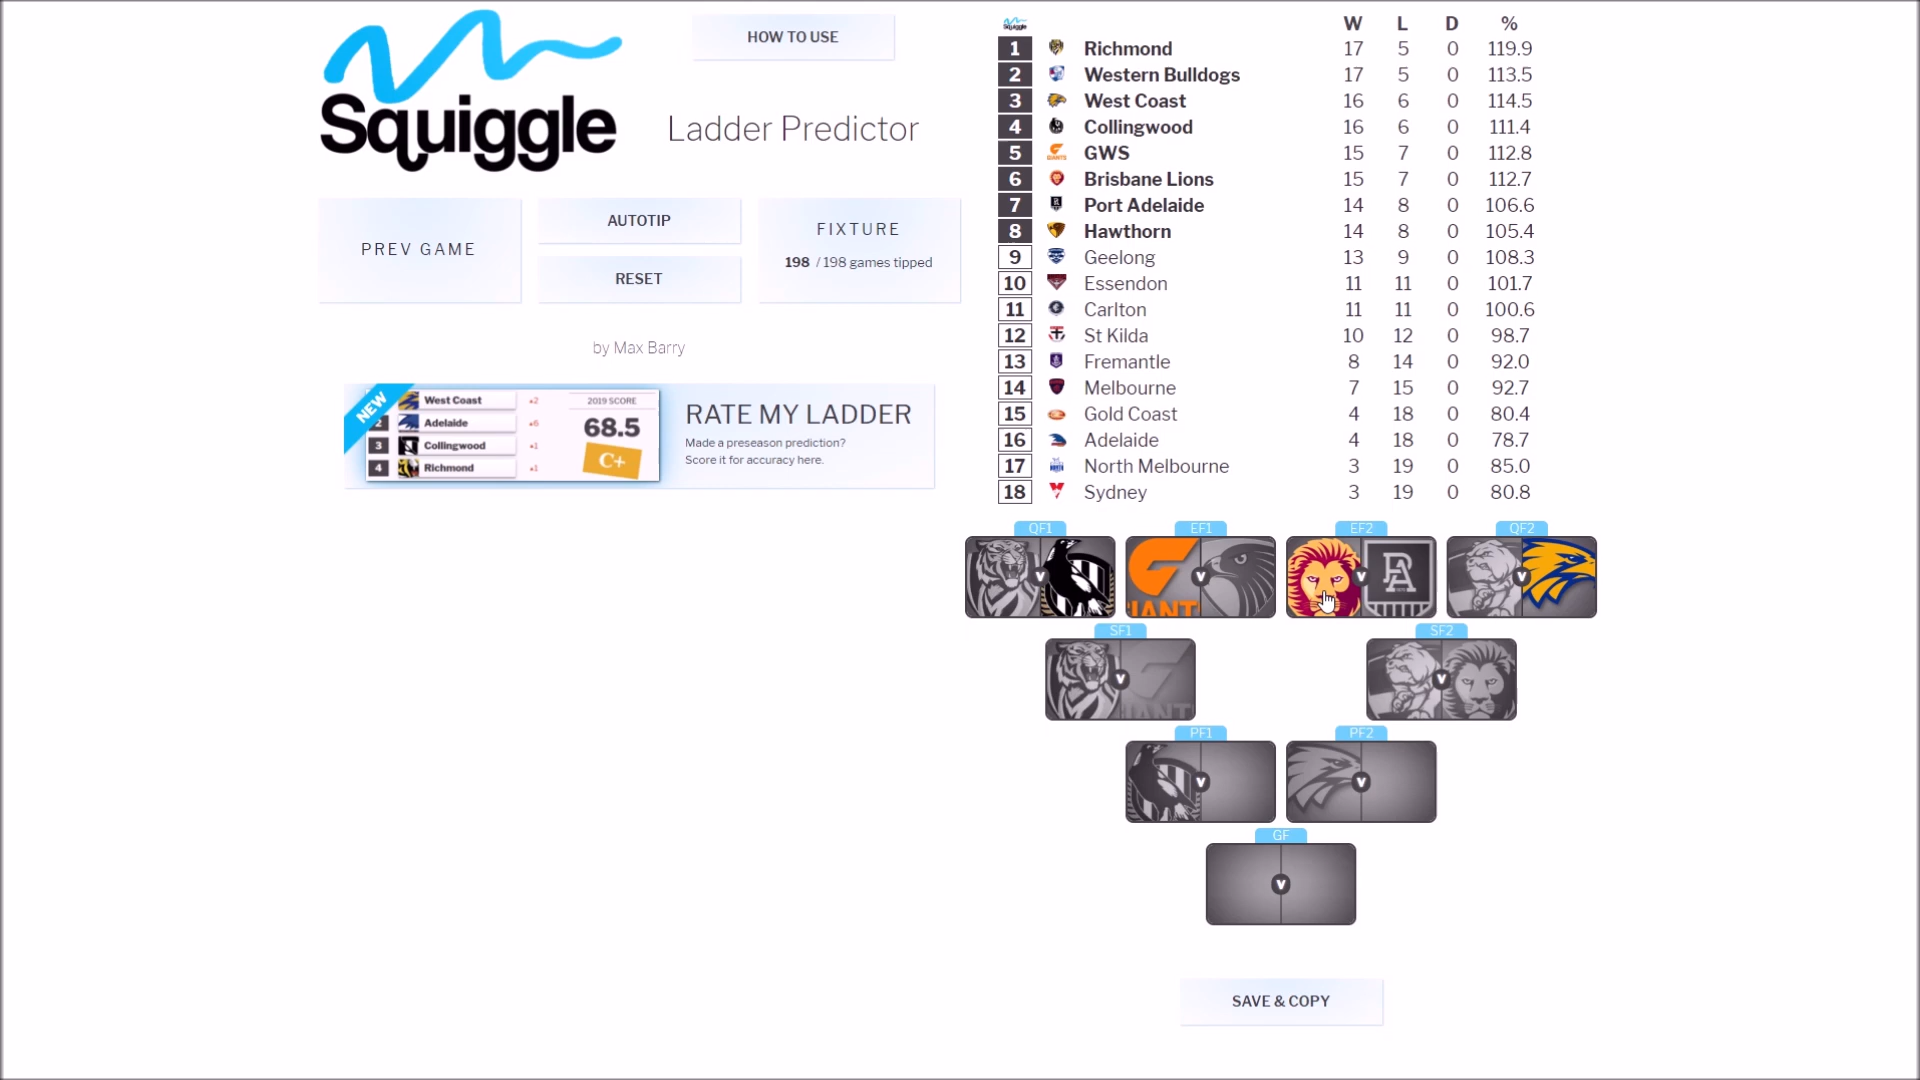 Squiggle
HOW TO USE
Ladder Predictor
PREV GAME
AUTOTIP
RESET
FIXTURE
198 / 198 games tipped
by Max Barry
NEW
West Coast •2
2 Adelaide •6
3 Collingwood •1
4 Richmond •1
2019 SCORE
68.5
C+
RATE MY LADDER
Made a preseason prediction?
Score it for accuracy here.
Squiggle W L D %
1 Richmond 17 5 0 119.9
2 Western Bulldogs 17 5 0 113.5
3 West Coast 16 6 0 114.5
4 Collingwood 16 6 0 111.4
5 GWS 15 7 0 112.8
6 Brisbane Lions 15 7 0 112.7
7 Port Adelaide 14 8 0 106.6
8 Hawthorn 14 8 0 105.4
9 Geelong 13 9 0 108.3
10 Essendon 11 11 0 101.7
11 Carlton 11 11 0 100.6
12 St Kilda 10 12 0 98.7
13 Fremantle 8 14 0 92.0
14 Melbourne 7 15 0 92.7
15 Gold Coast 4 18 0 80.4
16 Adelaide 4 18 0 78.7
17 North Melbourne 3 19 0 85.0
18 Sydney 3 19 0 80.8
QF1 EF1 EF2 QF2
V V V V
SF1 SF2
V V
PF1 PF2
V V
GF
V
SAVE & COPY